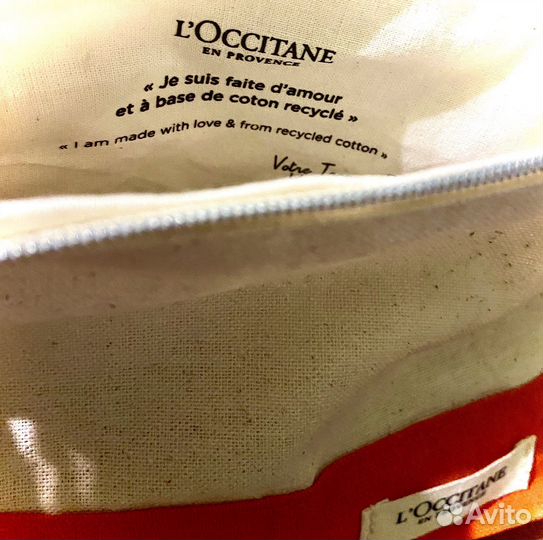 L'OCCITANE
EN PROVENCE
« Je suis faite d'amour
et à base de coton recyclé »
« I am made with love & from recycled cotton »
Votre
L'OCCITANE
EN
Avito